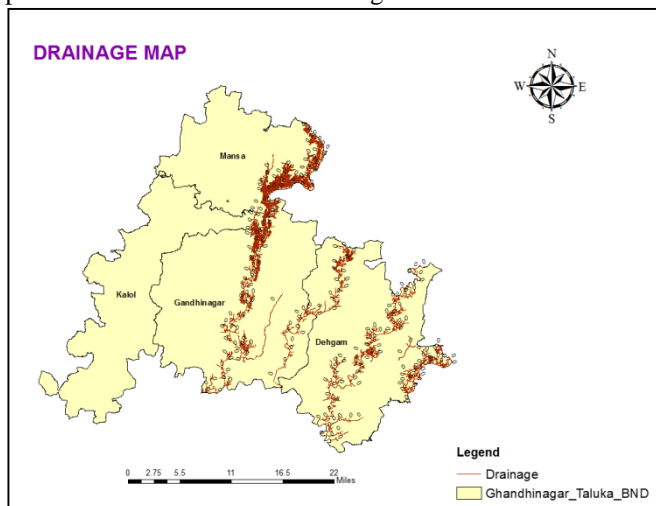 DRAINAGE MAP
N
W E
S
Mansa
Kalol
Gandhinagar
Dehgam
Legend
Drainage
Ghandhinagar_Taluka_BND
0 2.75 5.5 11 16.5 22
Miles